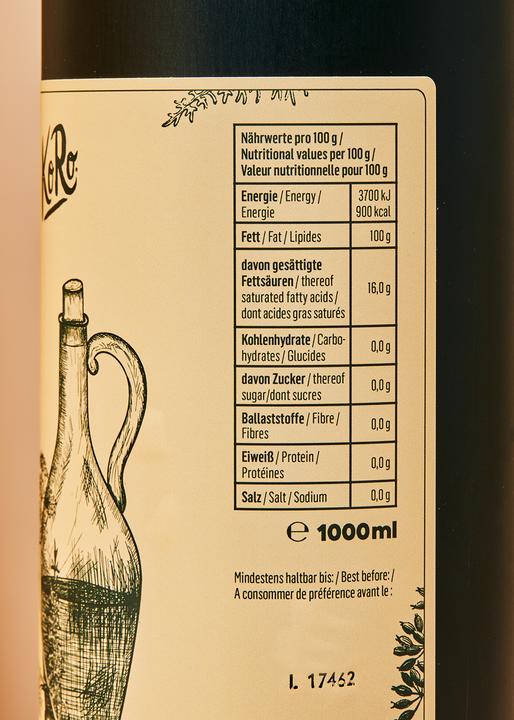 KoRo
Nährwerte pro 100 g /
Nutritional values per 100 g /
Valeur nutritionnelle pour 100 g
Energie / Energy / 3700 kJ
Energie 900 kcal
Fett / Fat / Lipides 100 g
davon gesättigte
Fettsäuren / thereof
saturated fatty acids /
dont acides gras saturés 16,0 g
Kohlenhydrate / Carbo-
hydrates / Glucides 0,0 g
davon Zucker / thereof
sugar/dont sucres 0,0 g
Ballaststoffe / Fibre /
Fibres 0,0 g
Eiweiß / Protein /
Protéines 0,0 g
Salz / Salt / Sodium 0,0 g
℮ 1000ml
Mindestens haltbar bis: / Best before: /
A consommer de préférence avant le :
L 17462